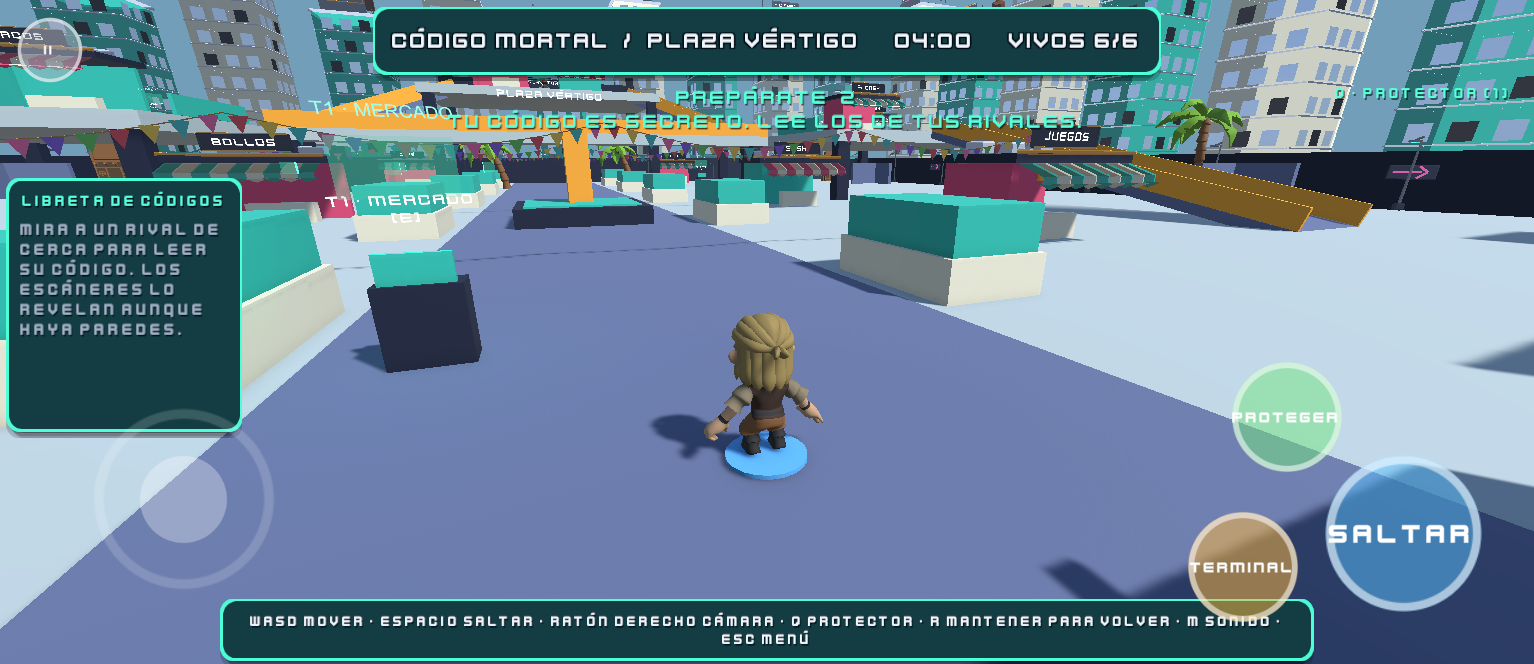 CÓDIGO MORTAL / PLAZA VÉRTIGO 04:00 VIVOS 6/6
PREPÁRATE 2
TU CÓDIGO ES SECRETO. LEE LOS DE TUS RIVALES.
Q · PROTECTOR (1)
T1 · MERCADO
PLAZA VÉRTIGO
BOLLOS
JUEGOS
LIBRETA DE CÓDIGOS
MIRA A UN RIVAL DE
CERCA PARA LEER
SU CÓDIGO. LOS
ESCÁNERES LO
REVELAN AUNQUE
HAYA PAREDES.
T1 · MERCADO
(E)
PROTEGER
SALTAR
TERMINAL
WASD MOVER · ESPACIO SALTAR · RATÓN DERECHO CÁMARA · Q PROTECTOR · R MANTENER PARA VOLVER · M SONIDO ·
ESC MENÚ